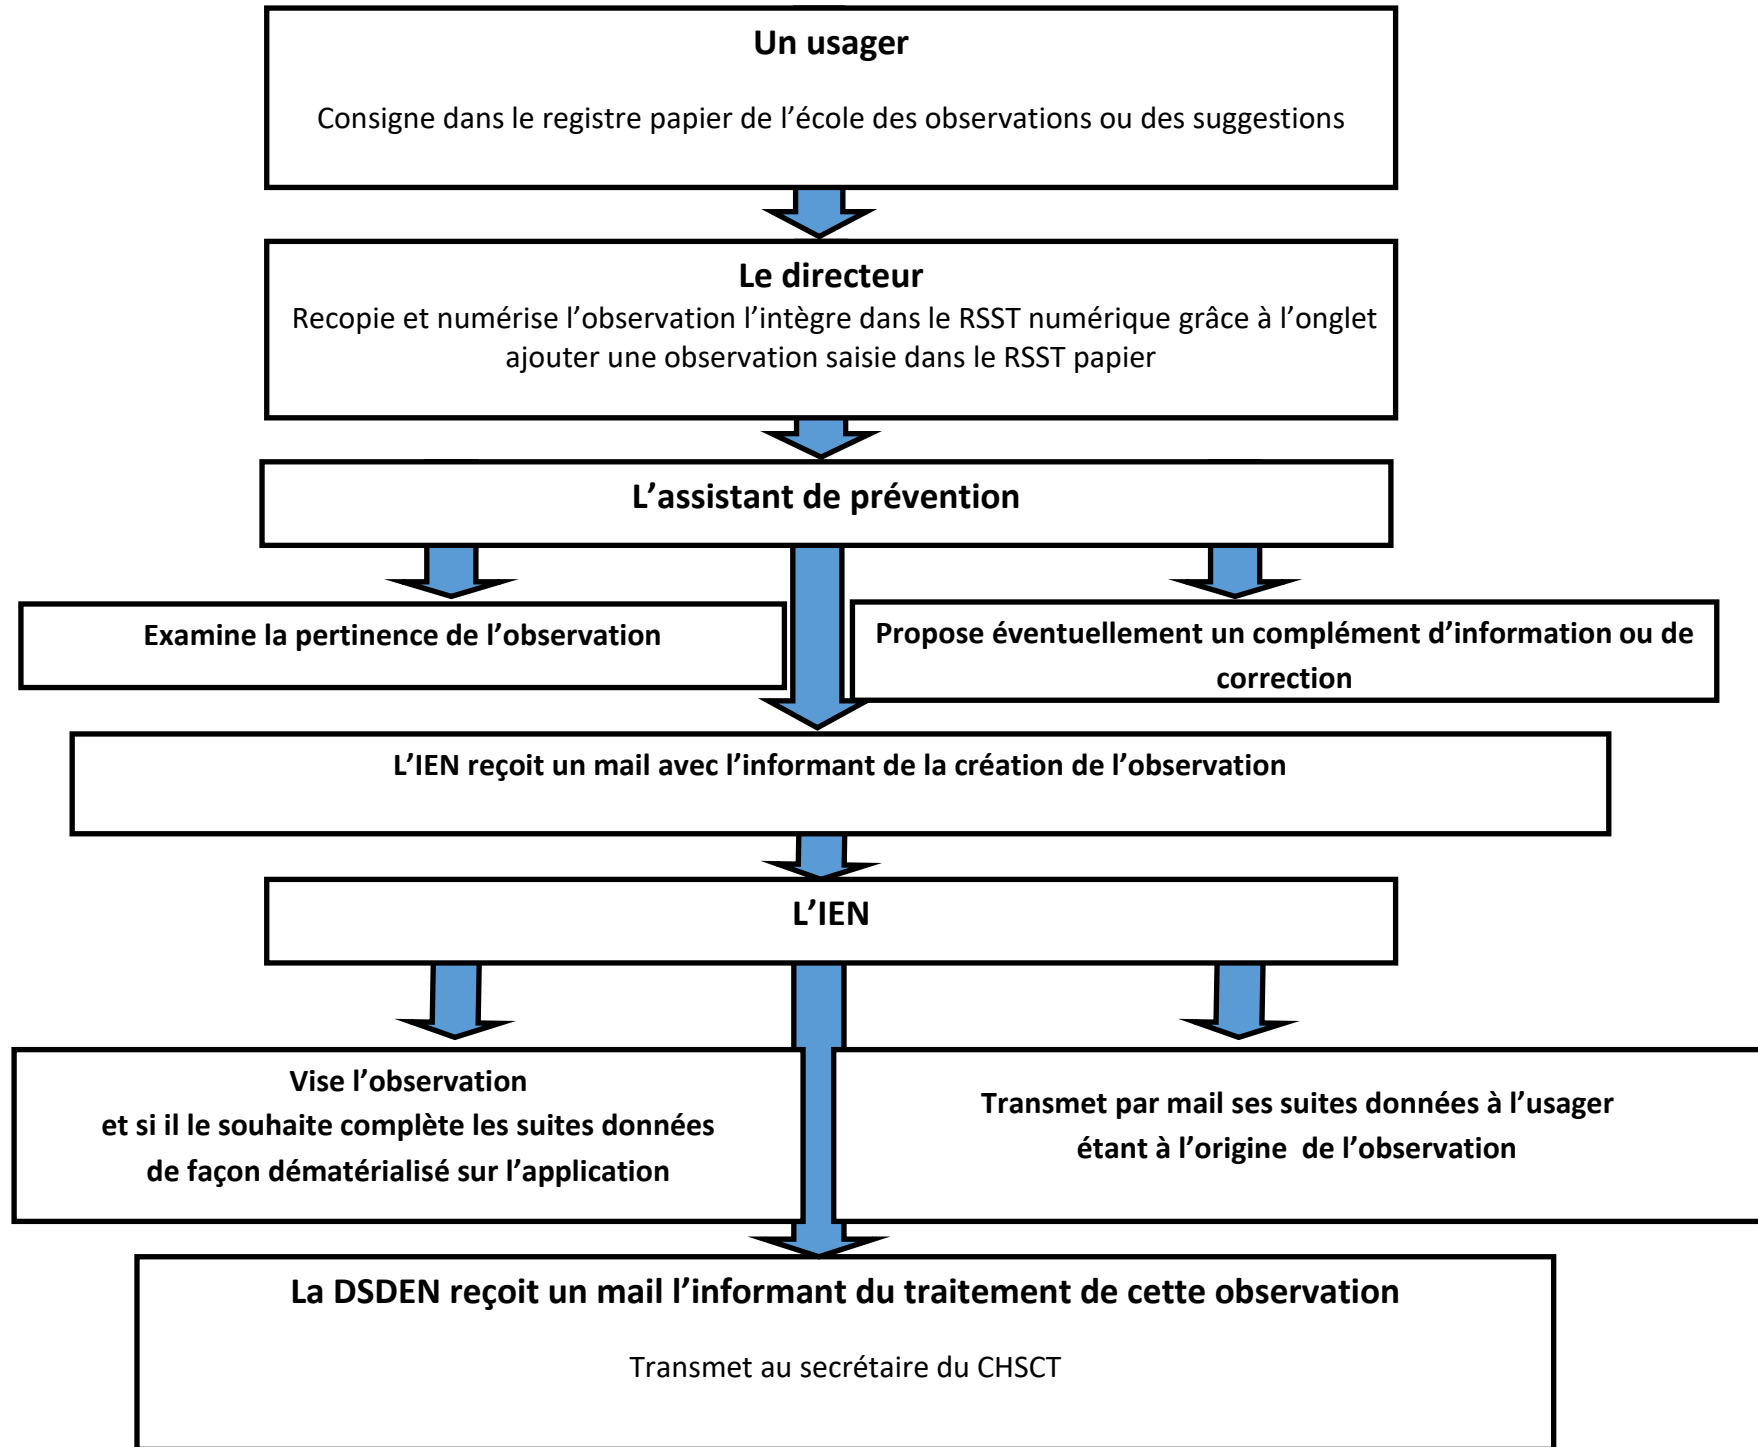 Un usager
Consigne dans le registre papier de l’école des observations ou des suggestions
Le directeur
Recopie et numérise l’observation l’intègre dans le RSST numérique grâce à l’onglet
ajouter une observation saisie dans le RSST papier
L’assistant de prévention
Examine la pertinence de l’observation
Propose éventuellement un complément d’information ou de
correction
L’IEN reçoit un mail avec l’informant de la création de l’observation
L’IEN
Vise l’observation
et si il le souhaite complète les suites données
de façon dématérialisé sur l’application
Transmet par mail ses suites données à l’usager
étant à l’origine  de l’observation
La DSDEN reçoit un mail l’informant du traitement de cette observation
Transmet au secrétaire du CHSCT